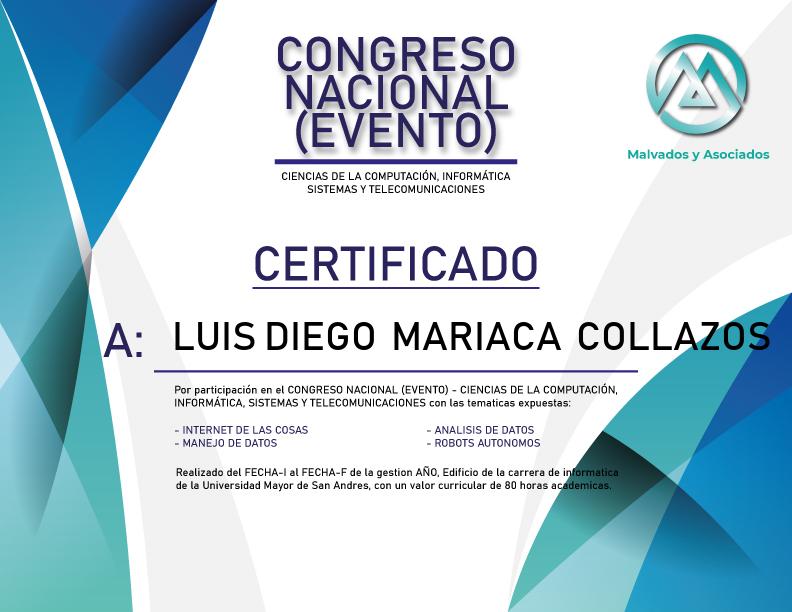 CONGRESO
NACIONAL
(EVENTO)
CIENCIAS DE LA COMPUTACIÓN, INFORMÁTICA
SISTEMAS Y TELECOMUNICACIONES
Malvados y Asociados
CERTIFICADO
A: LUIS DIEGO MARIACA COLLAZOS
Por participación en el CONGRESO NACIONAL (EVENTO) - CIENCIAS DE LA COMPUTACIÓN,
INFORMÁTICA, SISTEMAS Y TELECOMUNICACIONES con las tematicas expuestas:
- INTERNET DE LAS COSAS - ANALISIS DE DATOS
- MANEJO DE DATOS - ROBOTS AUTONOMOS
Realizado del FECHA-I al FECHA-F de la gestion AÑO, Edificio de la carrera de informatica
de la Universidad Mayor de San Andres, con un valor curricular de 80 horas academicas.